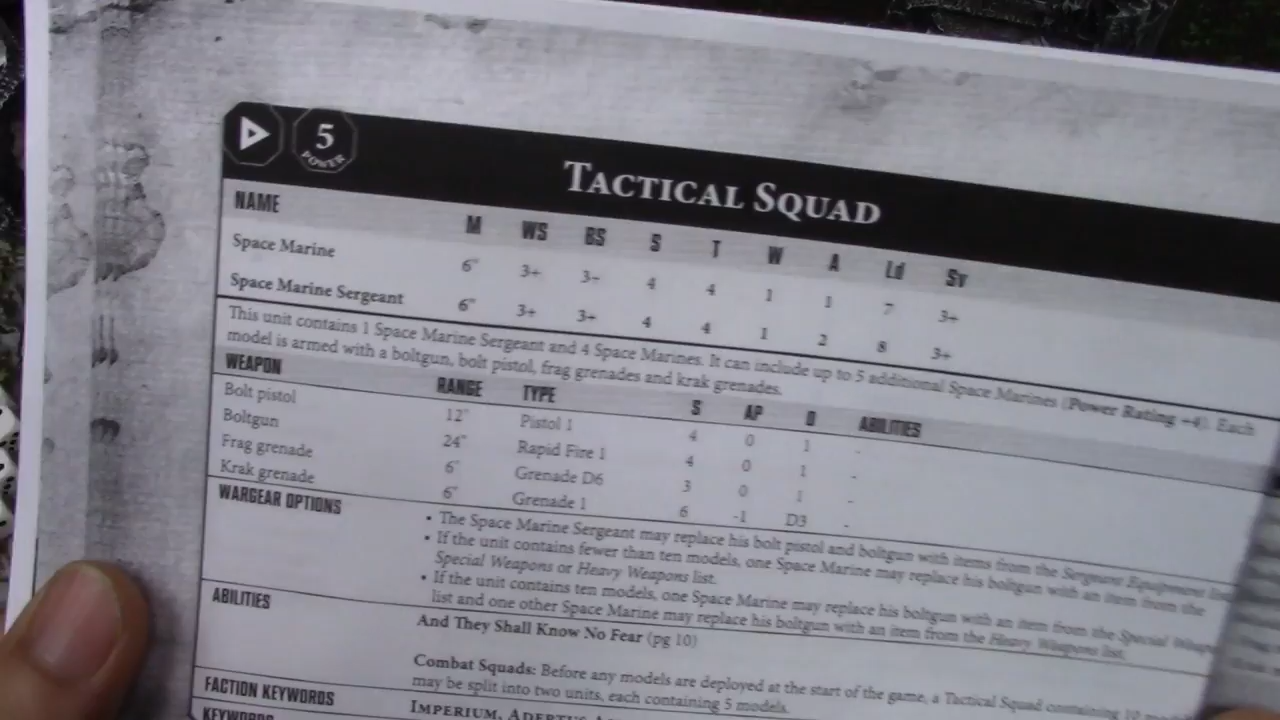 5
POWER
TACTICAL SQUAD
NAME M WS BS S T W A Ld Sv
Space Marine 6" 3+ 3+ 4 4 1 1 7 3+
Space Marine Sergeant 6" 3+ 3+ 4 4 1 2 8 3+
This unit contains 1 Space Marine Sergeant and 4 Space Marines. It can include up to 5 additional Space Marines (Power Rating +4). Each
model is armed with a boltgun, bolt pistol, frag grenades and krak grenades.
WEAPON RANGE TYPE S AP D ABILITIES
Bolt pistol 12" Pistol 1 4 0 1 -
Boltgun 24" Rapid Fire 1 4 0 1 -
Frag grenade 6" Grenade D6 3 0 1 -
Krak grenade 6" Grenade 1 6 -1 D3 -
WARGEAR OPTIONS
• The Space Marine Sergeant may replace his bolt pistol and boltgun with items from the Sergeant Equipment
• If the unit contains fewer than ten models, one Space Marine may replace his boltgun with an item from the
Special Weapons or Heavy Weapons list.
• If the unit contains ten models, one Space Marine may replace his boltgun with an item from the Special
list and one other Space Marine may replace his boltgun with an item from the Heavy Weapons list.
ABILITIES
And They Shall Know No Fear (pg 10)
Combat Squads: Before any models are deployed at the start of the game, a Tactical Squad containing 10
may be split into two units, each containing 5 models.
FACTION KEYWORDS IMPERIUM,
KEYWORDS